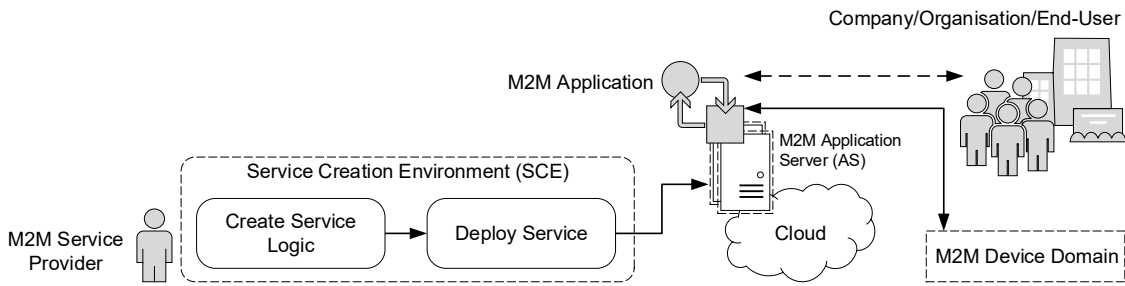 Company/Organisation/End-User
M2M Application
M2M Application
Server (AS)
Service Creation Environment (SCE)
Create Service
Logic
Deploy Service
M2M Service
Provider
Cloud
M2M Device Domain